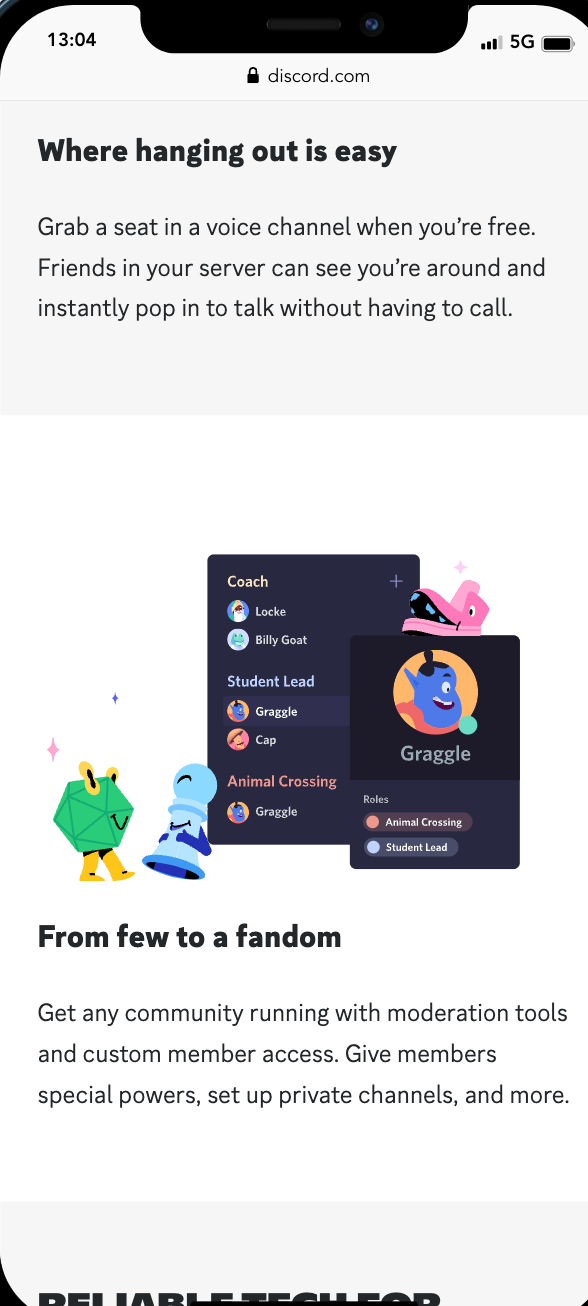 13:04
5G
discord.com
Where hanging out is easy
Grab a seat in a voice channel when you’re free.
Friends in your server can see you’re around and
instantly pop in to talk without having to call.
Coach
Locke
Billy Goat
Student Lead
Graggle
Cap
Animal Crossing
Graggle
Graggle
Roles
Animal Crossing
Student Lead
From few to a fandom
Get any community running with moderation tools
and custom member access. Give members
special powers, set up private channels, and more.
RELIABLE TECH FOR